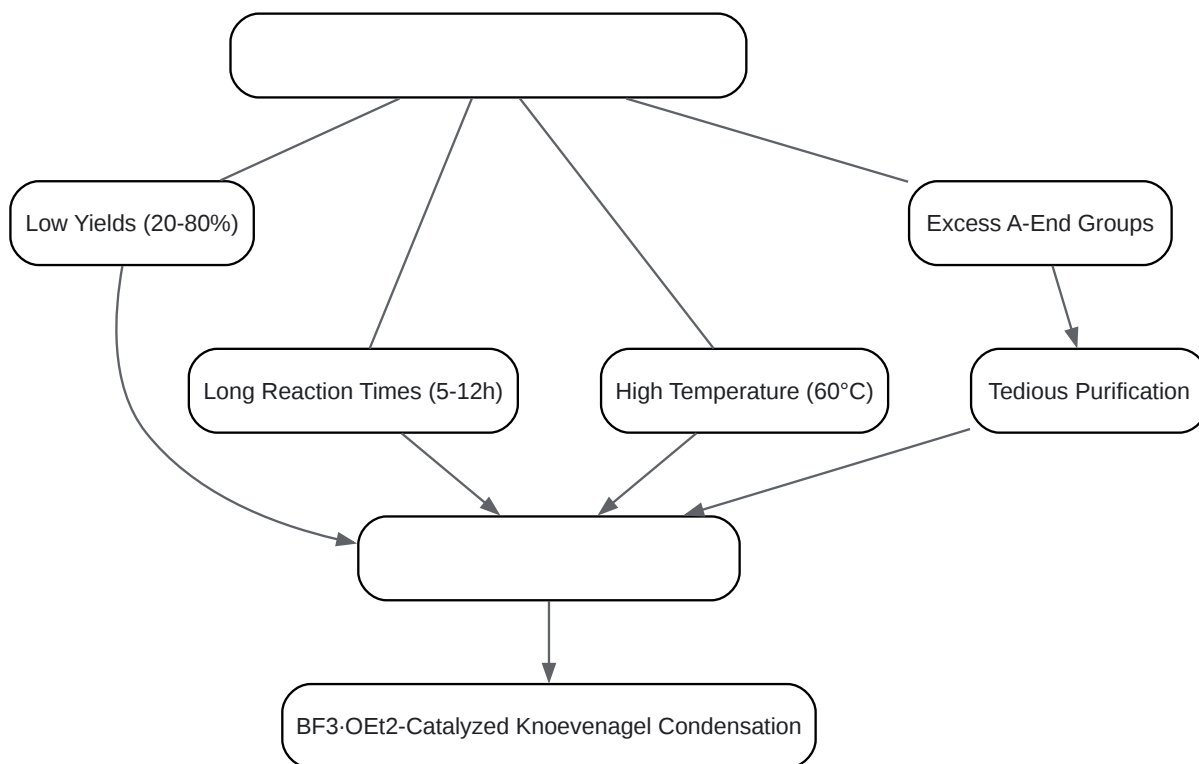 Low Yields (20-80%)
Excess A-End Groups
Long Reaction Times (5-12h)
High Temperature (60°C)
Tedious Purification
BF3·OEt2-Catalyzed Knoevenagel Condensation